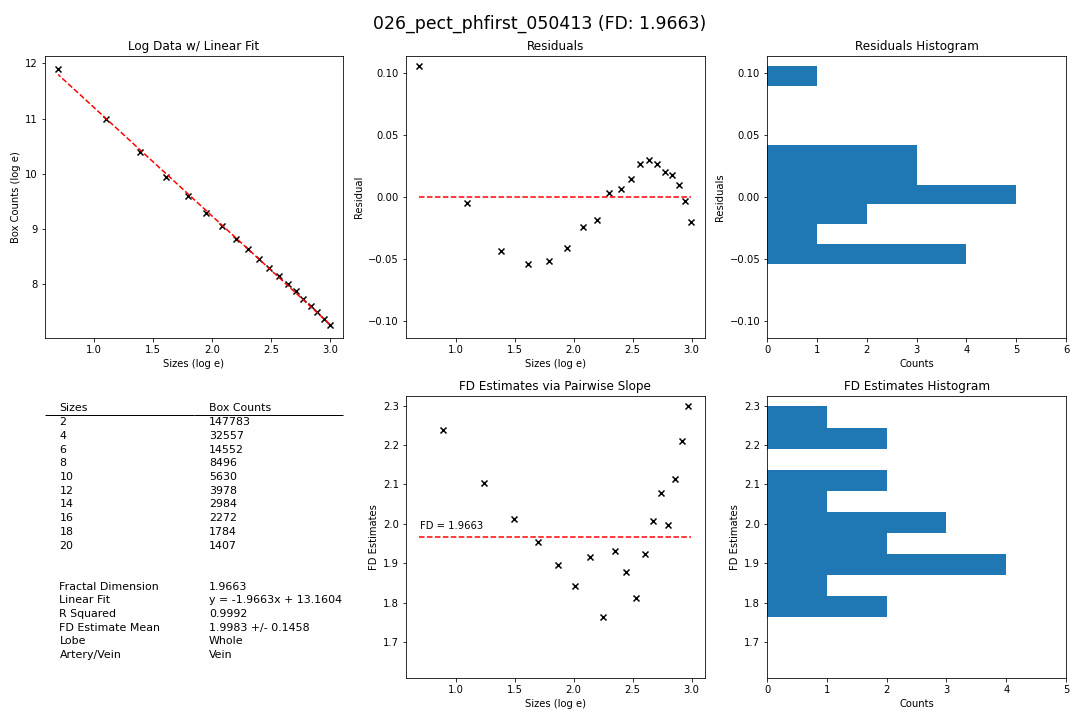 026_pect_phfirst_050413 (FD: 1.9663)
Log Data w/ Linear Fit
12
11
10
9
8
Box Counts (log e)
1.0 1.5 2.0 2.5 3.0
Sizes (log e)
Residuals
0.10
0.05
0.00
−0.05
−0.10
Residual
1.0 1.5 2.0 2.5 3.0
Sizes (log e)
Residuals Histogram
0.10
0.05
0.00
−0.05
−0.10
Residuals
0 1 2 3 4 5 6
Counts
Sizes Box Counts
2 147783
4 32557
6 14552
8 8496
10 5630
12 3978
14 2984
16 2272
18 1784
20 1407
Fractal Dimension 1.9663
Linear Fit y = -1.9663x + 13.1604
R Squared 0.9992
FD Estimate Mean 1.9983 +/- 0.1458
Lobe Whole
Artery/Vein Vein
FD Estimates via Pairwise Slope
2.3
2.2
2.1
2.0
1.9
1.8
1.7
FD Estimates
FD = 1.9663
1.0 1.5 2.0 2.5 3.0
Sizes (log e)
FD Estimates Histogram
2.3
2.2
2.1
2.0
1.9
1.8
1.7
FD Estimates
0 1 2 3 4 5
Counts